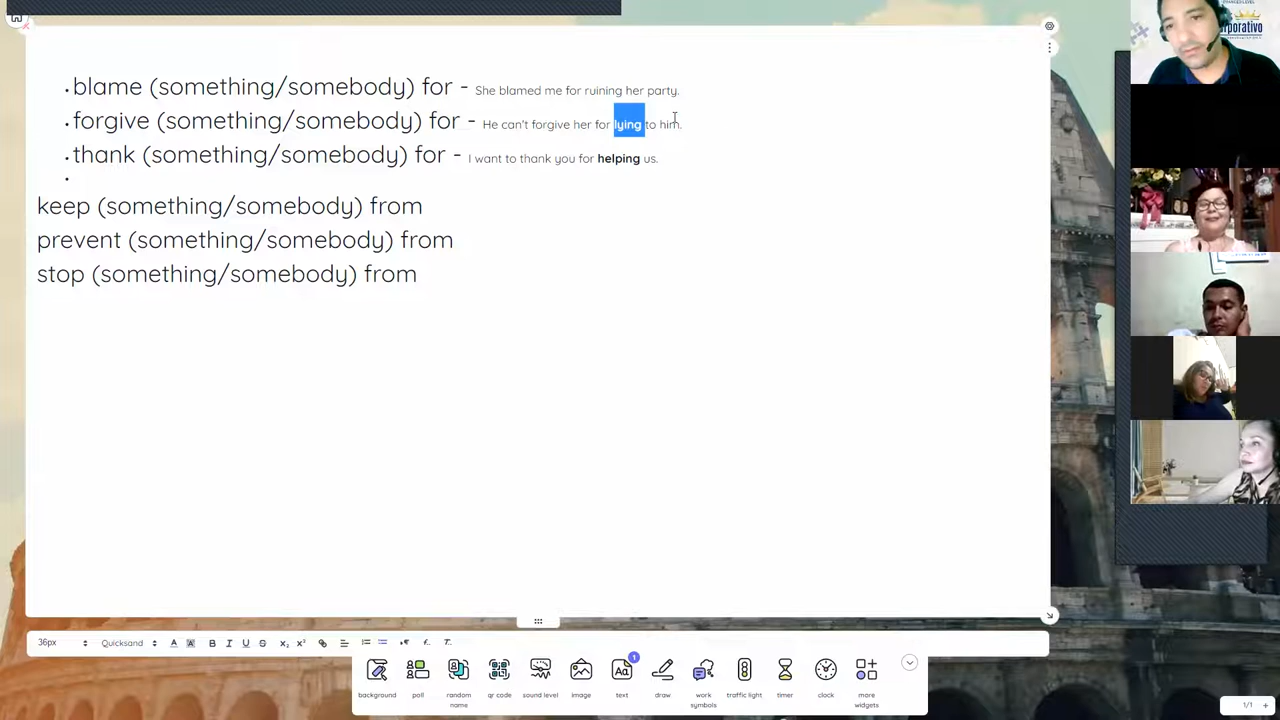 blame (something/somebody) for - She blamed me for ruining her party.
forgive (something/somebody) for - He can't forgive her for lying to him.
thank (something/somebody) for - I want to thank you for helping us.
keep (something/somebody) from
prevent (something/somebody) from
stop (something/somebody) from
36px Quicksand
background poll random name qr code sound level image text draw work symbols traffic light timer clock more widgets
1
1/1